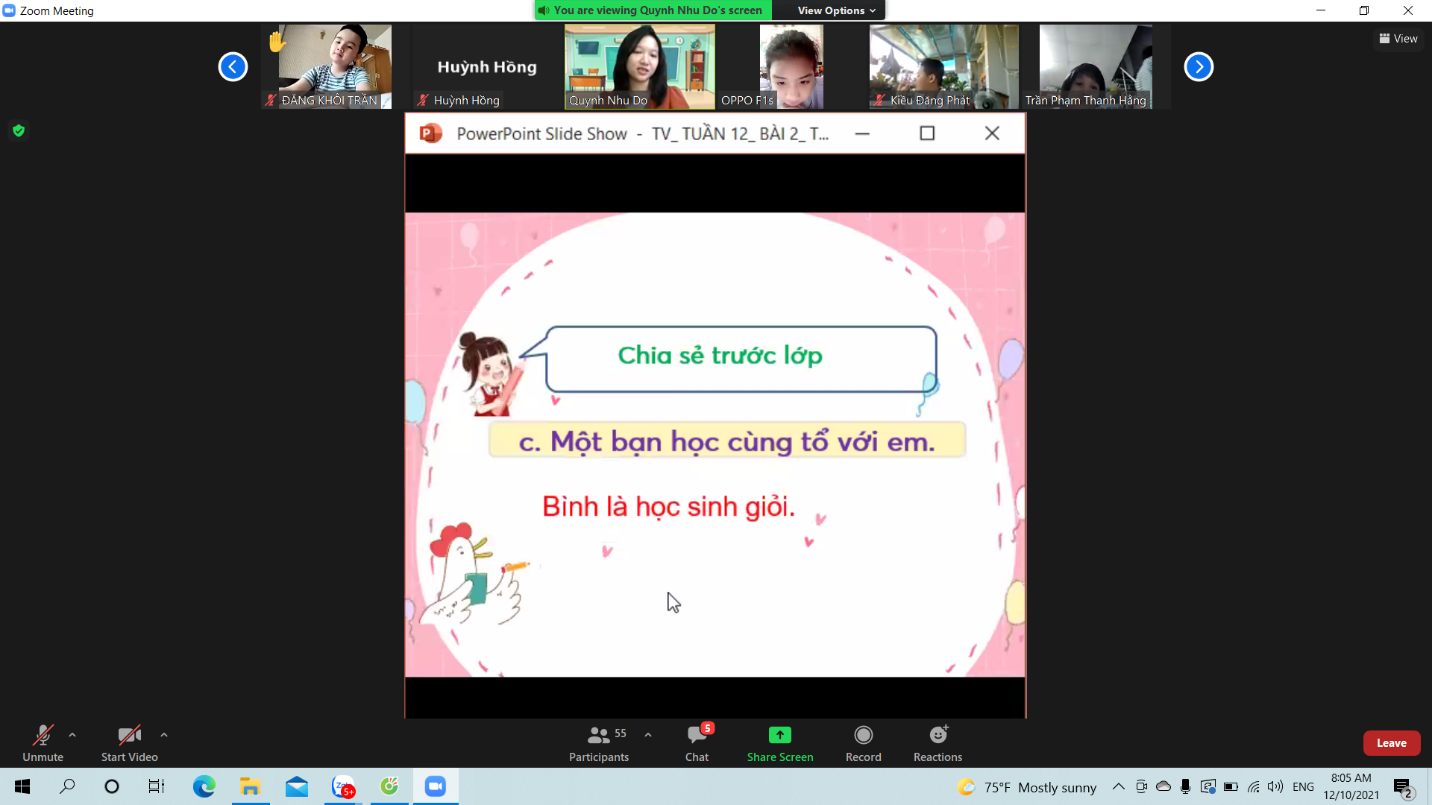 Zoom Meeting
You are viewing Quynh Nhu Do's screen
View Options
View
Huỳnh Hồng
ĐĂNG KHÔI TRẦN
Huỳnh Hồng
Quynh Nhu Do
OPPO F1s
Kiều Đăng Phát
Trần Phạm Thanh Hằng
PowerPoint Slide Show - TV_ TUẦN 12_ BÀI 2_ T...
Chia sẻ trước lớp
c. Một bạn học cùng tổ với em.
Bình là học sinh giỏi.
55
5
Unmute
Start Video
Participants
Chat
Share Screen
Record
Reactions
Leave
5+
75°F Mostly sunny
ENG
8:05 AM
12/10/2021
2